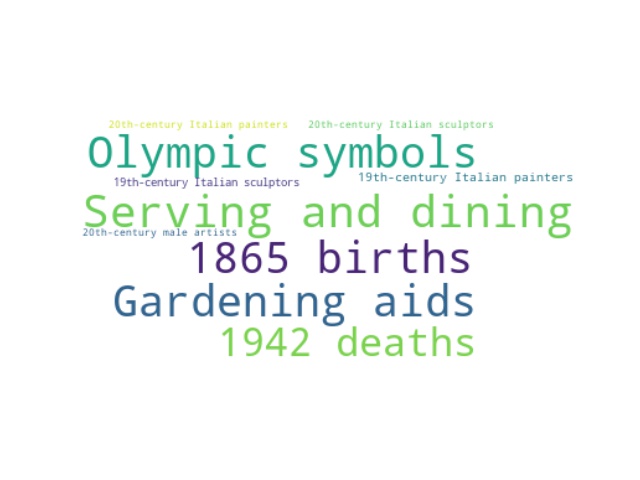 20th-century Italian painters
20th-century Italian sculptors
Olympic symbols
19th-century Italian painters
19th-century Italian sculptors
Serving and dining
20th-century male artists
1865 births
Gardening aids
1942 deaths